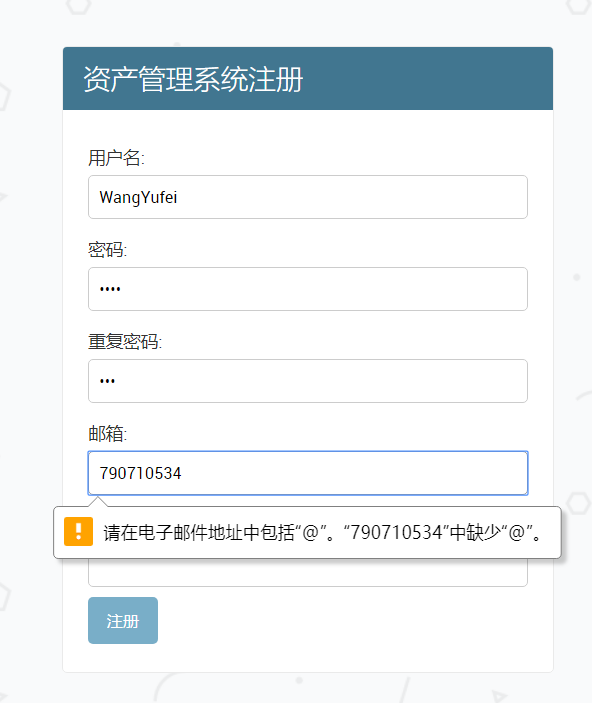 资产管理系统注册
用户名:
WangYufei
密码:
••••
重复密码:
•••
邮箱:
790710534
请在电子邮件地址中包括“@”。“790710534”中缺少“@”。
注册